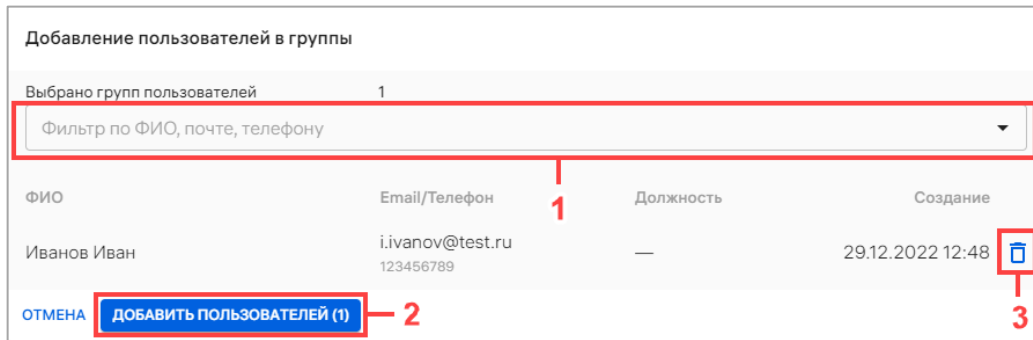 Добавление пользователей в группы
Выбрано групп пользователей 1
Фильтр по ФИО, почте, телефону
1
ФИО Email/Телефон Должность Создание
Иванов Иван i.ivanov@test.ru — 29.12.2022 12:48
123456789
ОТМЕНА ДОБАВИТЬ ПОЛЬЗОВАТЕЛЕЙ (1) 2
3